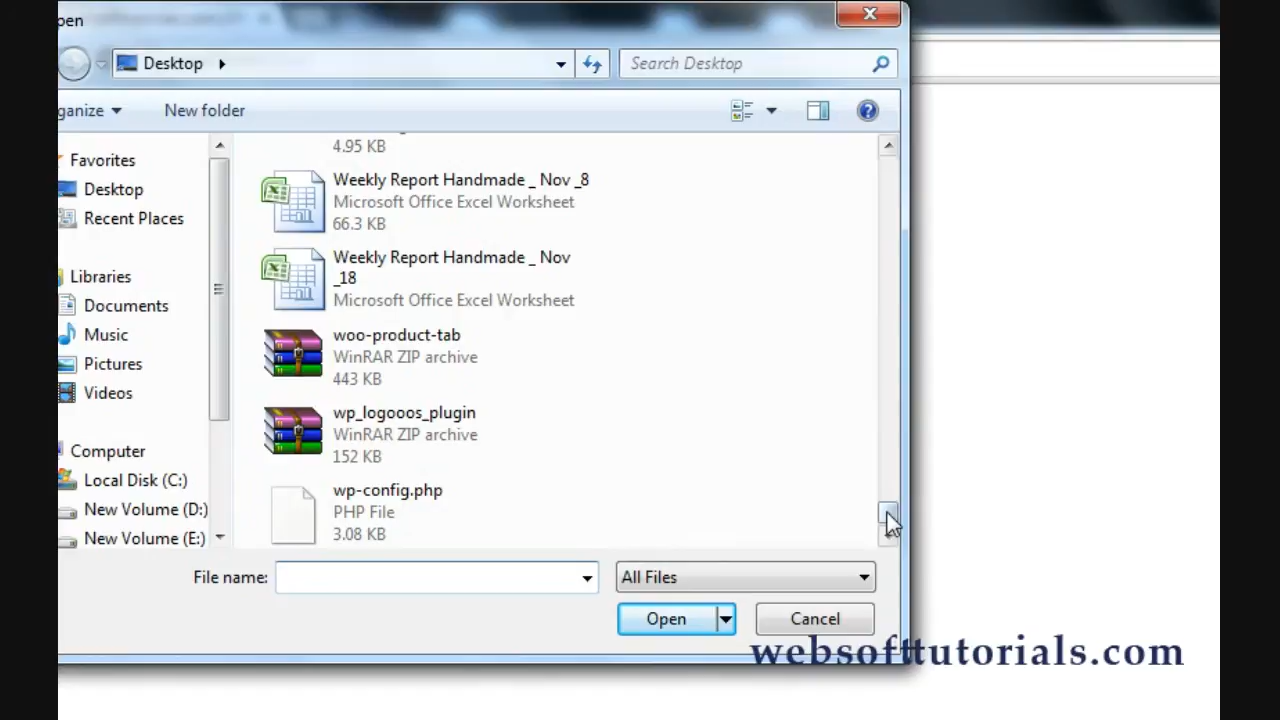 pen
Desktop
Search Desktop
ganize
New folder
4.95 KB
Favorites
Desktop
Recent Places
Libraries
Documents
Music
Pictures
Videos
Computer
Local Disk (C:)
New Volume (D:)
New Volume (E:)
Weekly Report Handmade _ Nov _8
Microsoft Office Excel Worksheet
66.3 KB
Weekly Report Handmade _ Nov
_18
Microsoft Office Excel Worksheet
woo-product-tab
WinRAR ZIP archive
443 KB
wp_logooos_plugin
WinRAR ZIP archive
152 KB
wp-config.php
PHP File
3.08 KB
File name:
All Files
Open
Cancel
websofttutorials.com